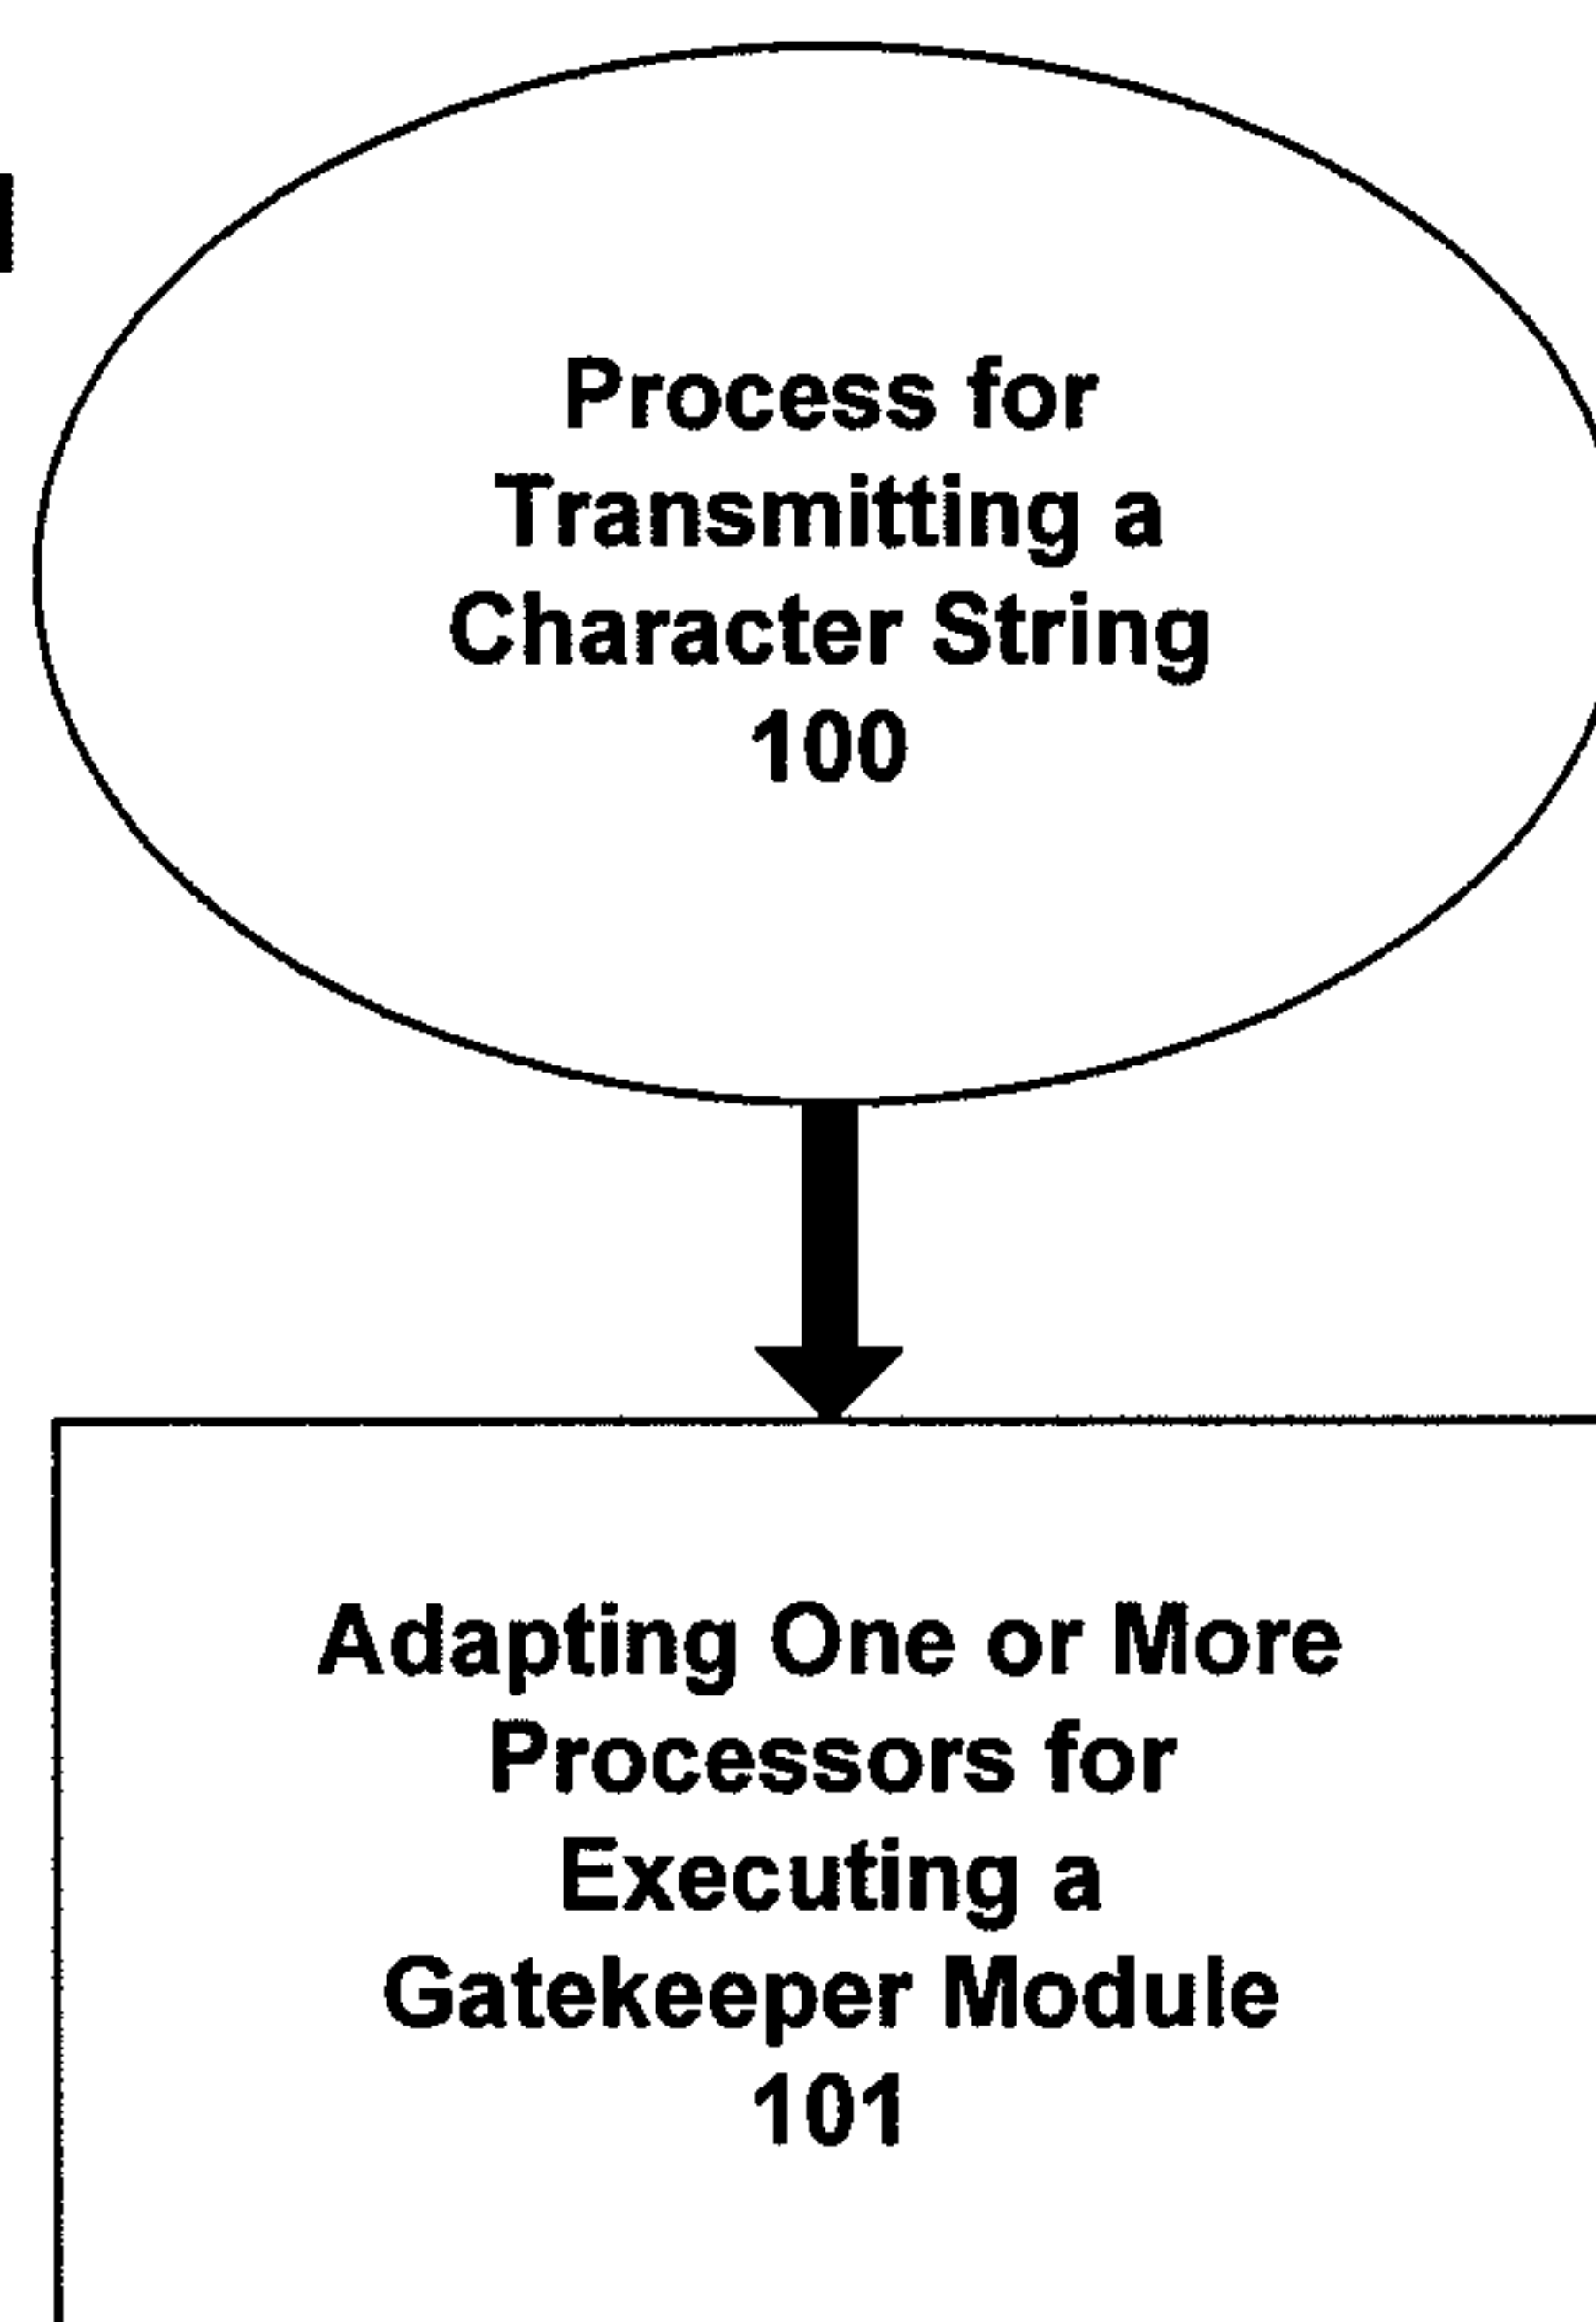 Process for
Transmitting a
Character String
100
Adapting One or More
Processors for
Executing a
Gatekeeper Module
101